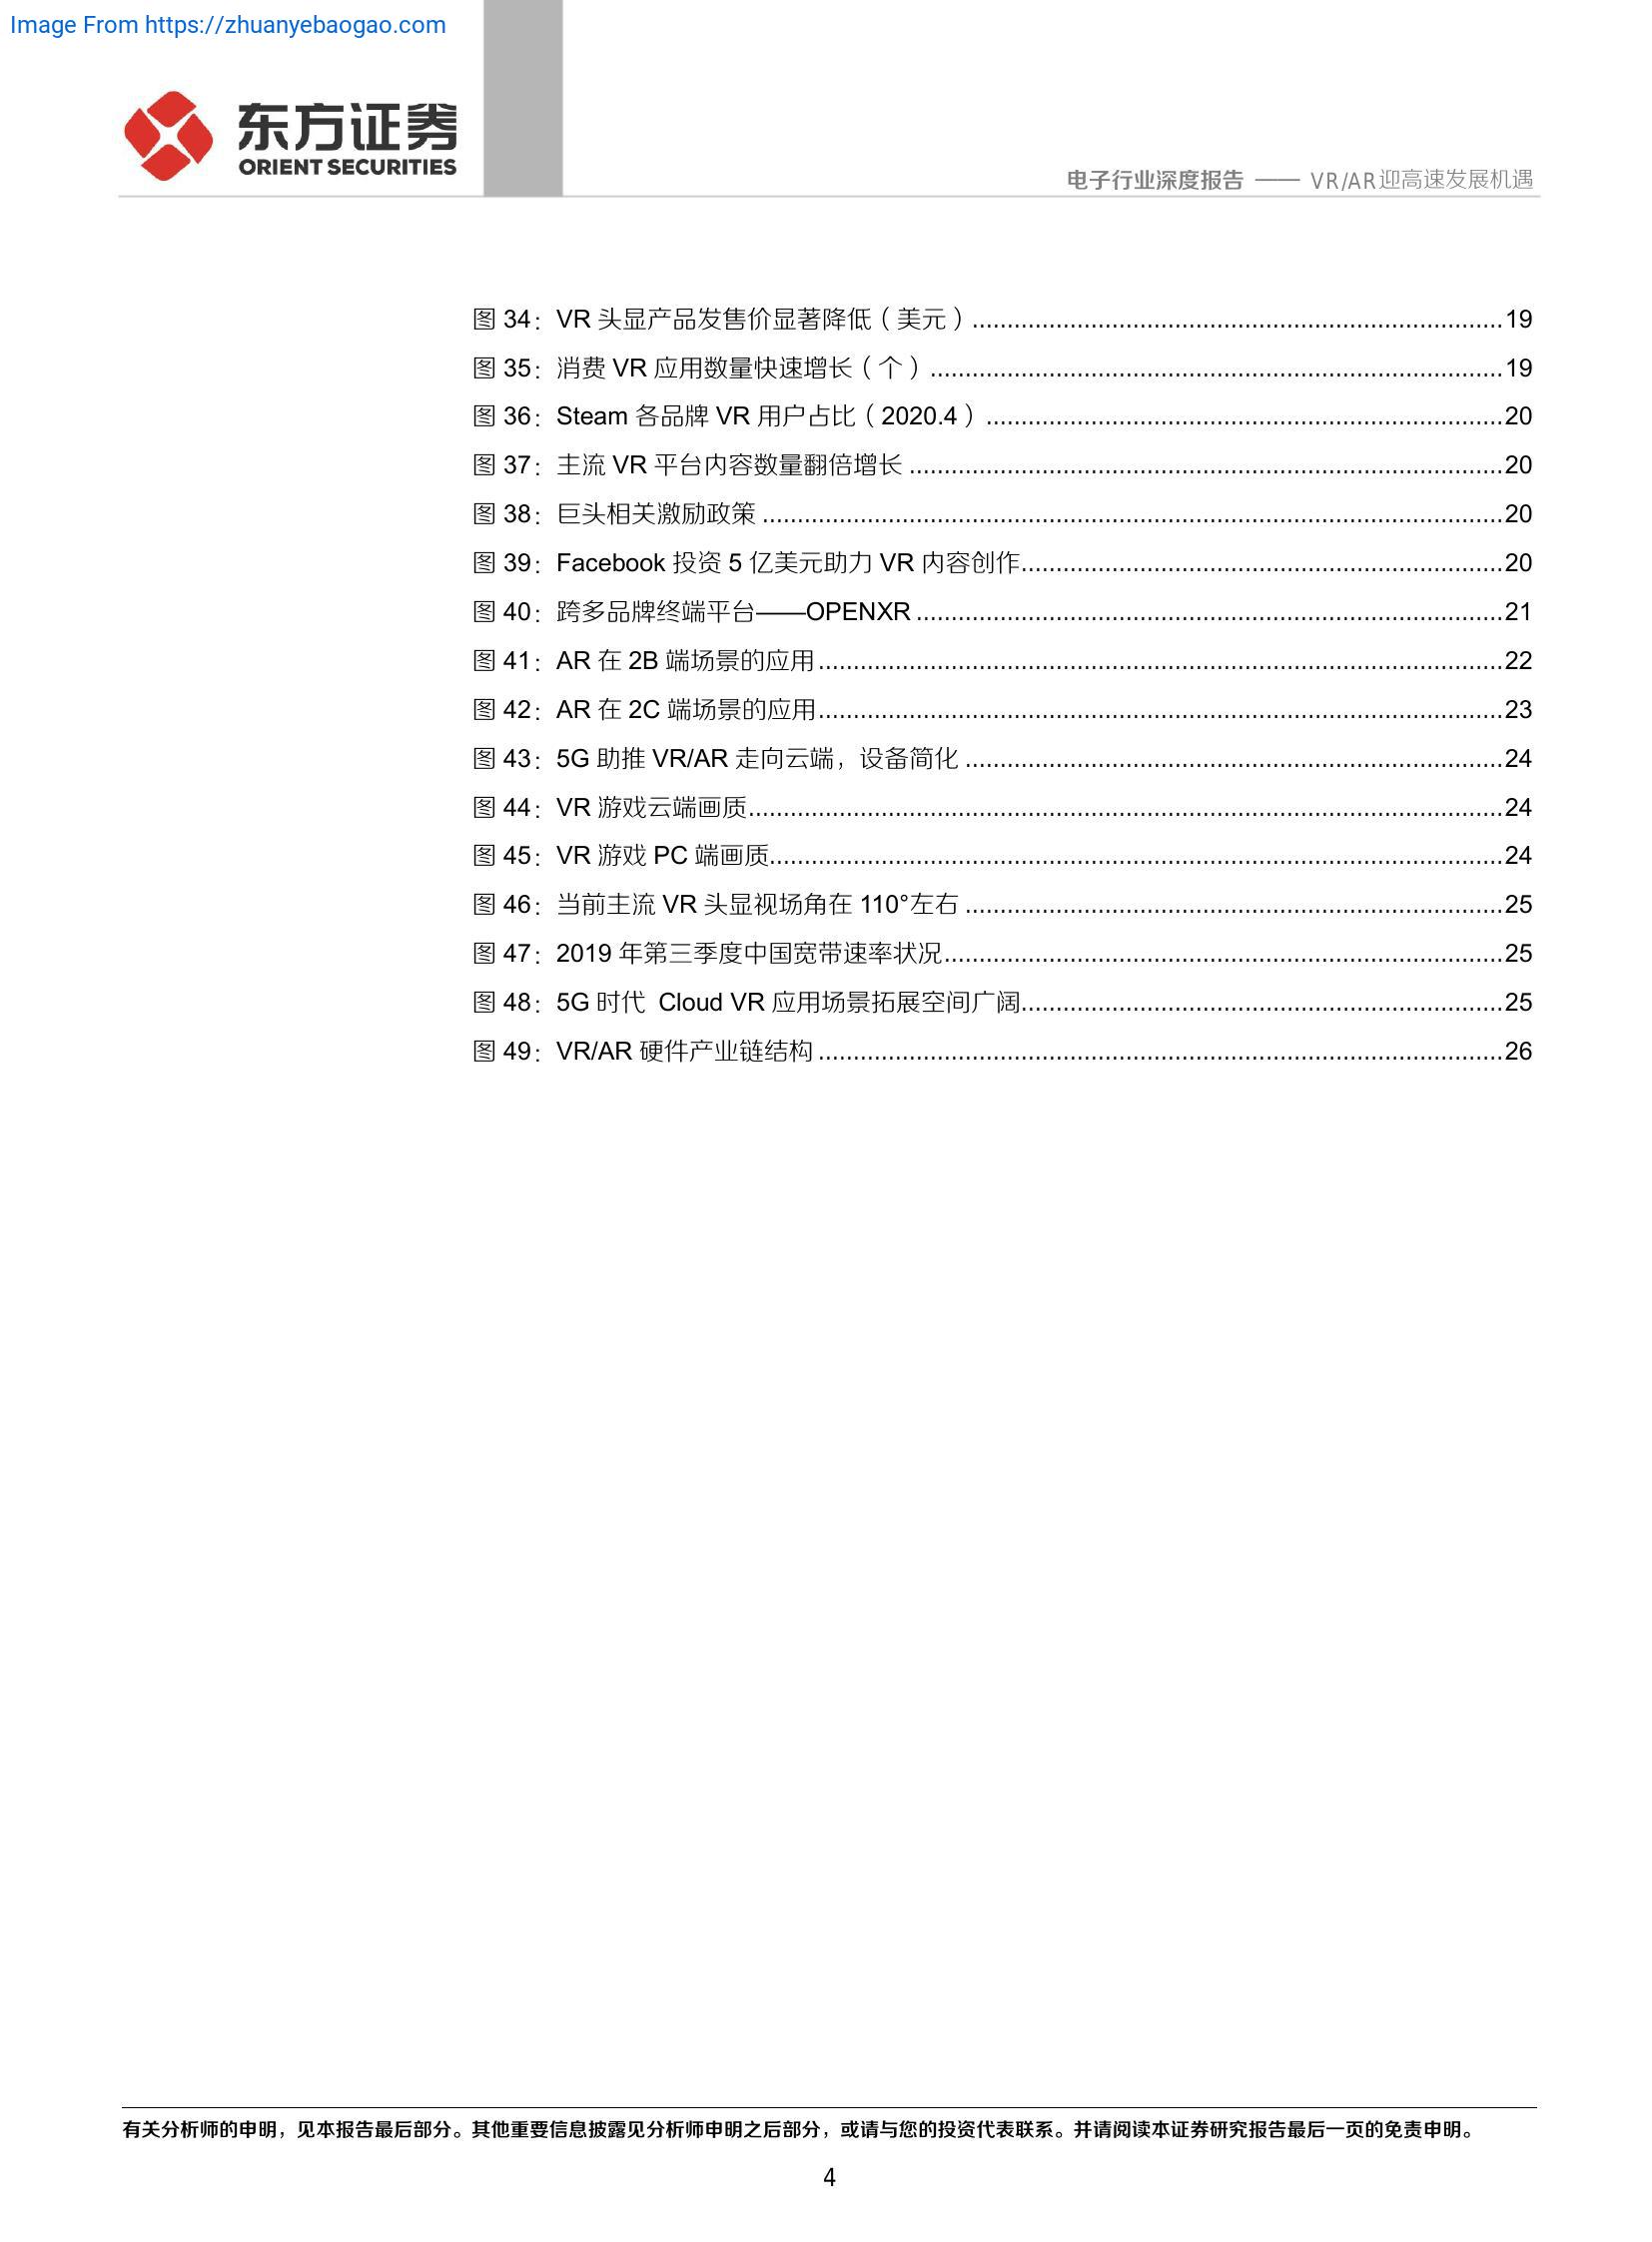 Image From https://zhuanyebaogao.com
东方证券
ORIENT SECURITIES
电子行业深度报告 —— VR/AR迎高速发展机遇
图 34：VR 头显产品发售价显著降低（美元）................................19
图 35：消费 VR 应用数量快速增长（个）................................19
图 36：Steam 各品牌 VR 用户占比（2020.4）................................20
图 37：主流 VR 平台内容数量翻倍增长 ................................20
图 38：巨头相关激励政策 ................................20
图 39：Facebook 投资 5 亿美元助力 VR 内容创作................................20
图 40：跨多品牌终端平台——OPENXR ................................21
图 41：AR 在 2B 端场景的应用 ................................22
图 42：AR 在 2C 端场景的应用................................23
图 43：5G 助推 VR/AR 走向云端，设备简化 ................................24
图 44：VR 游戏云端画质................................24
图 45：VR 游戏 PC 端画质................................24
图 46：当前主流 VR 头显视场角在 110°左右 ................................25
图 47：2019 年第三季度中国宽带速率状况................................25
图 48：5G 时代 Cloud VR 应用场景拓展空间广阔................................25
图 49：VR/AR 硬件产业链结构 ................................26
有关分析师的申明，见本报告最后部分。其他重要信息披露见分析师申明之后部分，或请与您的投资代表联系。并请阅读本证券研究报告最后一页的免责申明。
4